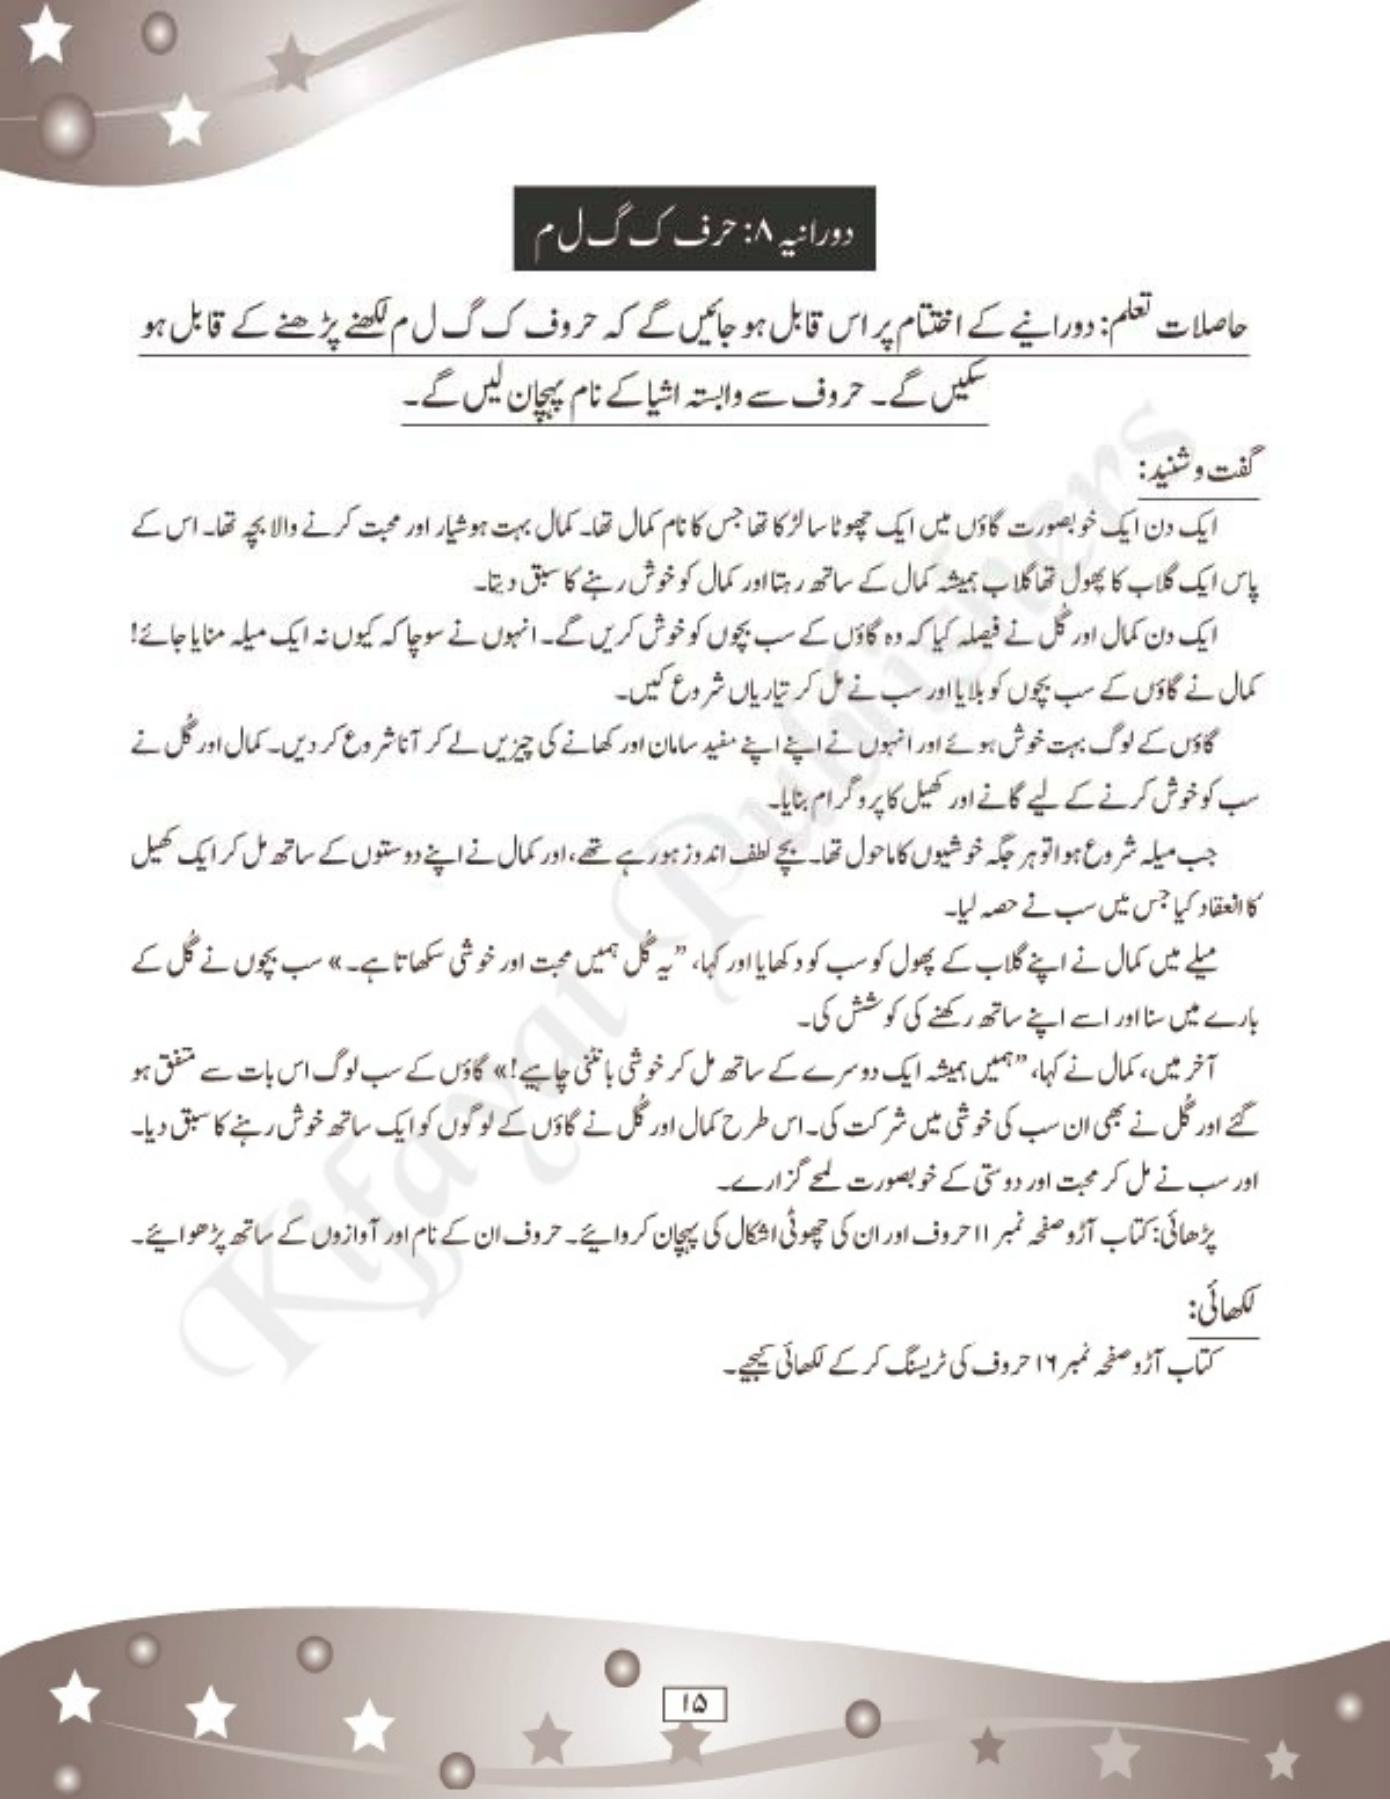 دورانیہ ۸: حرف ک گ ل م
حاصلات تعلم: دورانیے کے اختتام پر اس قابل ہو جائیں گے کہ حروف ک گ ل م لکھنے پڑھنے کے قابل ہو
سکیں گے۔ حروف سے وابستہ اشیا کے نام پہچان لیں گے۔
گفت و شنید:
ایک دن ایک خوبصورت گاؤں میں ایک چھوٹا سا لڑکا تھا جس کا نام کمال تھا۔ کمال بہت ہوشیار اور محبت کرنے والا بچہ تھا۔ اس کے
پاس ایک گلاب کا پھول تھا گلاب ہمیشہ کمال کے ساتھ رہتا اور کمال کو خوش رہنے کا سبق دیتا۔
ایک دن کمال اور گُل نے فیصلہ کیا کہ وہ گاؤں کے سب بچوں کو خوش کریں گے۔ انہوں نے سوچا کہ کیوں نہ ایک میلہ منایا جائے!
کمال نے گاؤں کے سب بچوں کو بلایا اور سب نے مل کر تیاریاں شروع کیں۔
گاؤں کے لوگ بہت خوش ہوئے اور انہوں نے اپنے اپنے مفید سامان اور کھانے کی چیزیں لے کر آنا شروع کر دیں۔ کمال اور گُل نے
سب کو خوش کرنے کے لیے گانے اور کھیل کا پروگرام بنایا۔
جب میلہ شروع ہوا تو ہر جگہ خوشیوں کا ماحول تھا۔ بچے لطف اندوز ہو رہے تھے، اور کمال نے اپنے دوستوں کے ساتھ مل کر ایک کھیل
کا انعقاد کیا جس میں سب نے حصہ لیا۔
میلے میں کمال نے اپنے گلاب کے پھول کو سب کو دکھایا اور کہا، ”یہ گُل ہمیں محبت اور خوشی سکھاتا ہے۔» سب بچوں نے گُل کے
بارے میں سنا اور اسے اپنے ساتھ رکھنے کی کوشش کی۔
آخر میں، کمال نے کہا، ”ہمیں ہمیشہ ایک دوسرے کے ساتھ مل کر خوشی بانٹنی چاہیے!» گاؤں کے سب لوگ اس بات سے متفق ہو
گئے اور گُل نے بھی ان سب کی خوشی میں شرکت کی۔ اس طرح کمال اور گُل نے گاؤں کے لوگوں کو ایک ساتھ خوش رہنے کا سبق دیا۔
اور سب نے مل کر محبت اور دوستی کے خوبصورت لمحے گزارے۔
پڑھائی: کتاب آڑو صفحہ نمبر ۱۱ حروف اور ان کی چھوٹی اشکال کی پہچان کروائیے۔ حروف ان کے نام اور آوازوں کے ساتھ پڑھوائیے۔
لکھائی:
کتاب آڑو صفحہ نمبر ۱۶ حروف کی ٹریسنگ کر کے لکھائی کیجیے۔
۱۵
Kifayat Publishers